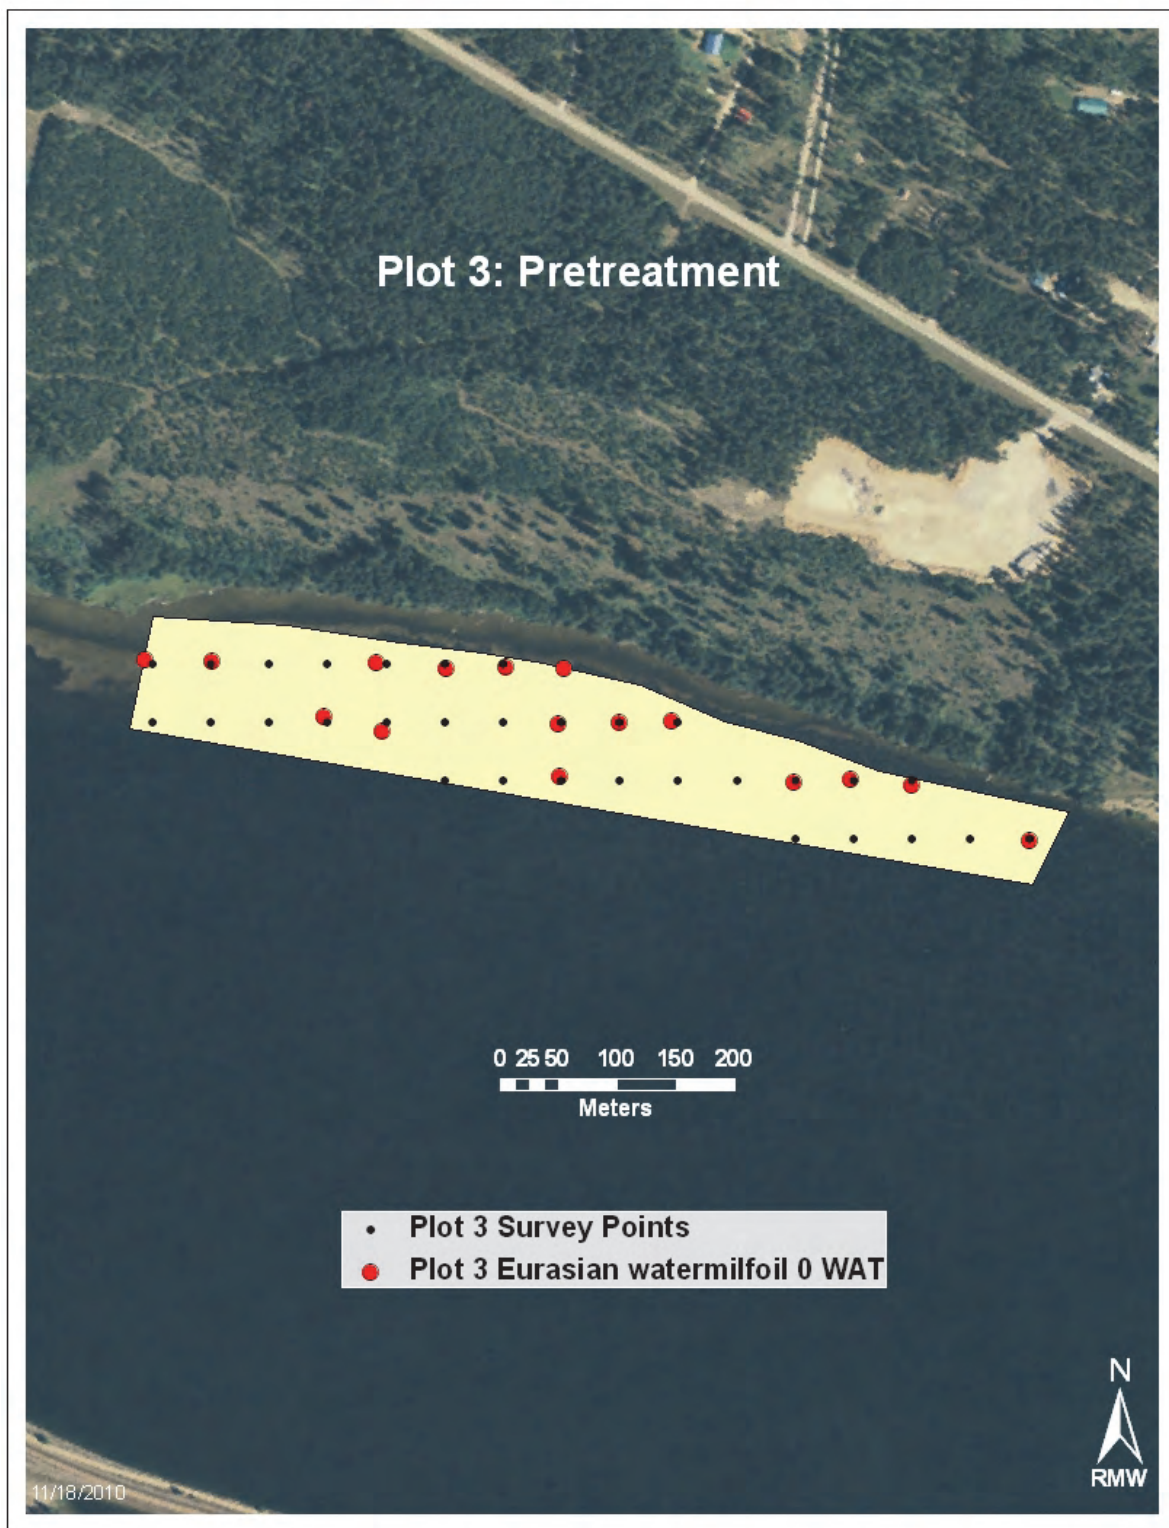 Plot 3: Pretreatment
0 25 50 100 150 200
Meters
Plot 3 Survey Points
Plot 3 Eurasian watermilfoil 0 WAT
N
RMW
11/18/2010